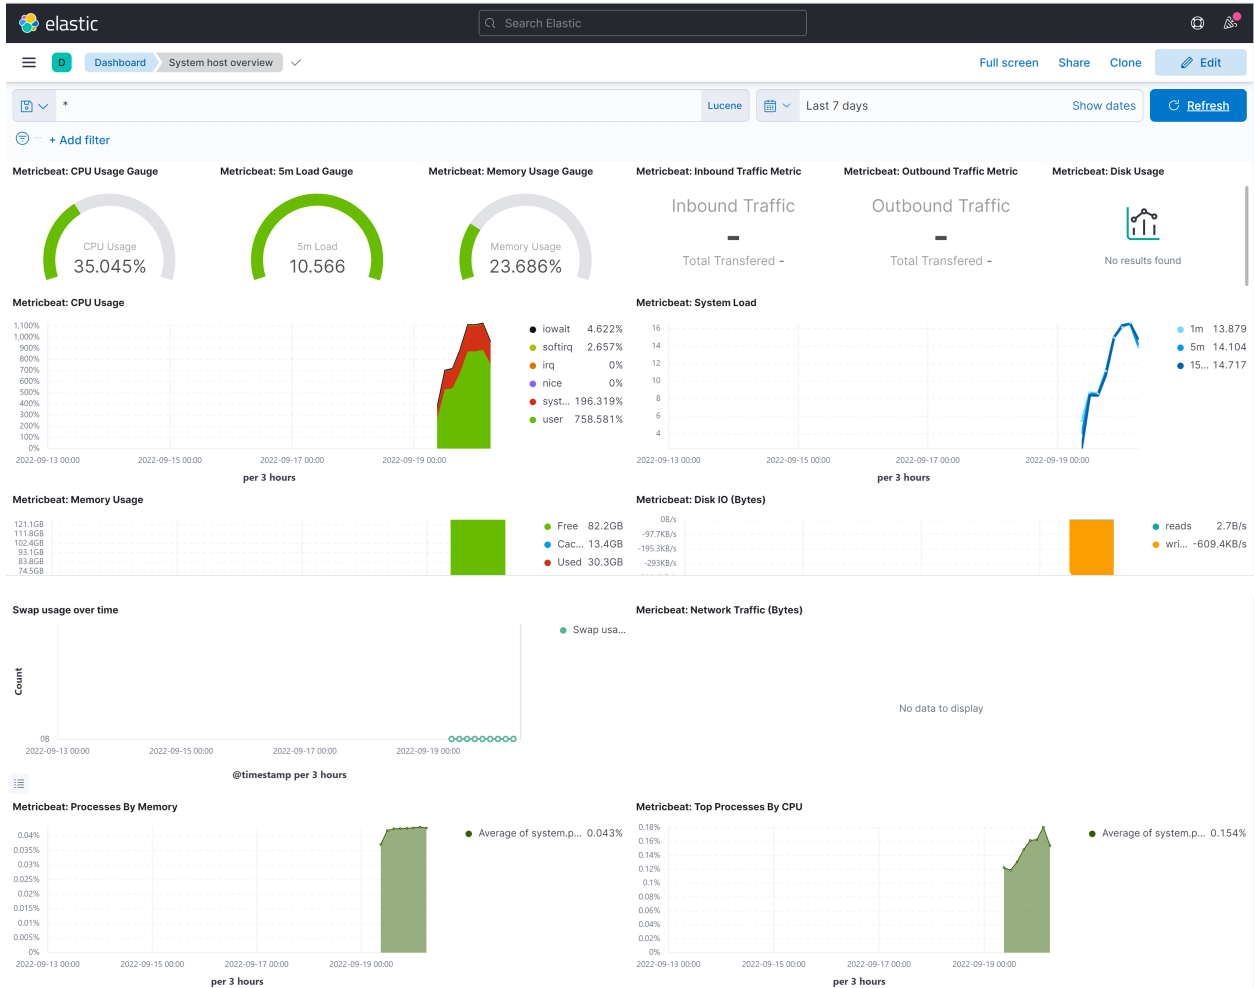 elastic
Search Elastic
D
Dashboard
System host overview
Full screen
Share
Clone
Edit
*
Lucene
Last 7 days
Show dates
Refresh
+ Add filter
Metricbeat: CPU Usage Gauge
CPU Usage
35.045%
Metricbeat: 5m Load Gauge
5m Load
10.566
Metricbeat: Memory Usage Gauge
Memory Usage
23.686%
Metricbeat: Inbound Traffic Metric
Inbound Traffic
-
Total Transfered -
Metricbeat: Outbound Traffic Metric
Outbound Traffic
-
Total Transfered -
Metricbeat: Disk Usage
No results found
Metricbeat: CPU Usage
1,100%
1,000%
900%
800%
700%
600%
500%
400%
300%
200%
100%
0%
2022-09-13 00:00
2022-09-15 00:00
2022-09-17 00:00
2022-09-19 00:00
per 3 hours
iowait 4.622%
softirq 2.657%
irq 0%
nice 0%
syst... 196.319%
user 758.581%
Metricbeat: System Load
16
14
12
10
8
6
4
2022-09-13 00:00
2022-09-15 00:00
2022-09-17 00:00
2022-09-19 00:00
per 3 hours
1m 13.879
5m 14.104
15... 14.717
Metricbeat: Memory Usage
121.1GB
111.8GB
102.4GB
93.1GB
83.8GB
74.5GB
Free 82.2GB
Cac... 13.4GB
Used 30.3GB
Metricbeat: Disk IO (Bytes)
0B/s
-97.7KB/s
-195.3KB/s
-293KB/s
reads 2.7B/s
wri... -609.4KB/s
Swap usage over time
Count
0B
2022-09-13 00:00
2022-09-15 00:00
2022-09-17 00:00
2022-09-19 00:00
@timestamp per 3 hours
Swap usa...
Mericbeat: Network Traffic (Bytes)
No data to display
Metricbeat: Processes By Memory
0.04%
0.035%
0.03%
0.025%
0.02%
0.015%
0.01%
0.005%
0%
2022-09-13 00:00
2022-09-15 00:00
2022-09-17 00:00
2022-09-19 00:00
per 3 hours
Average of system.p... 0.043%
Metricbeat: Top Processes By CPU
0.18%
0.16%
0.14%
0.12%
0.1%
0.08%
0.06%
0.04%
0.02%
0%
2022-09-13 00:00
2022-09-15 00:00
2022-09-17 00:00
2022-09-19 00:00
per 3 hours
Average of system.p... 0.154%